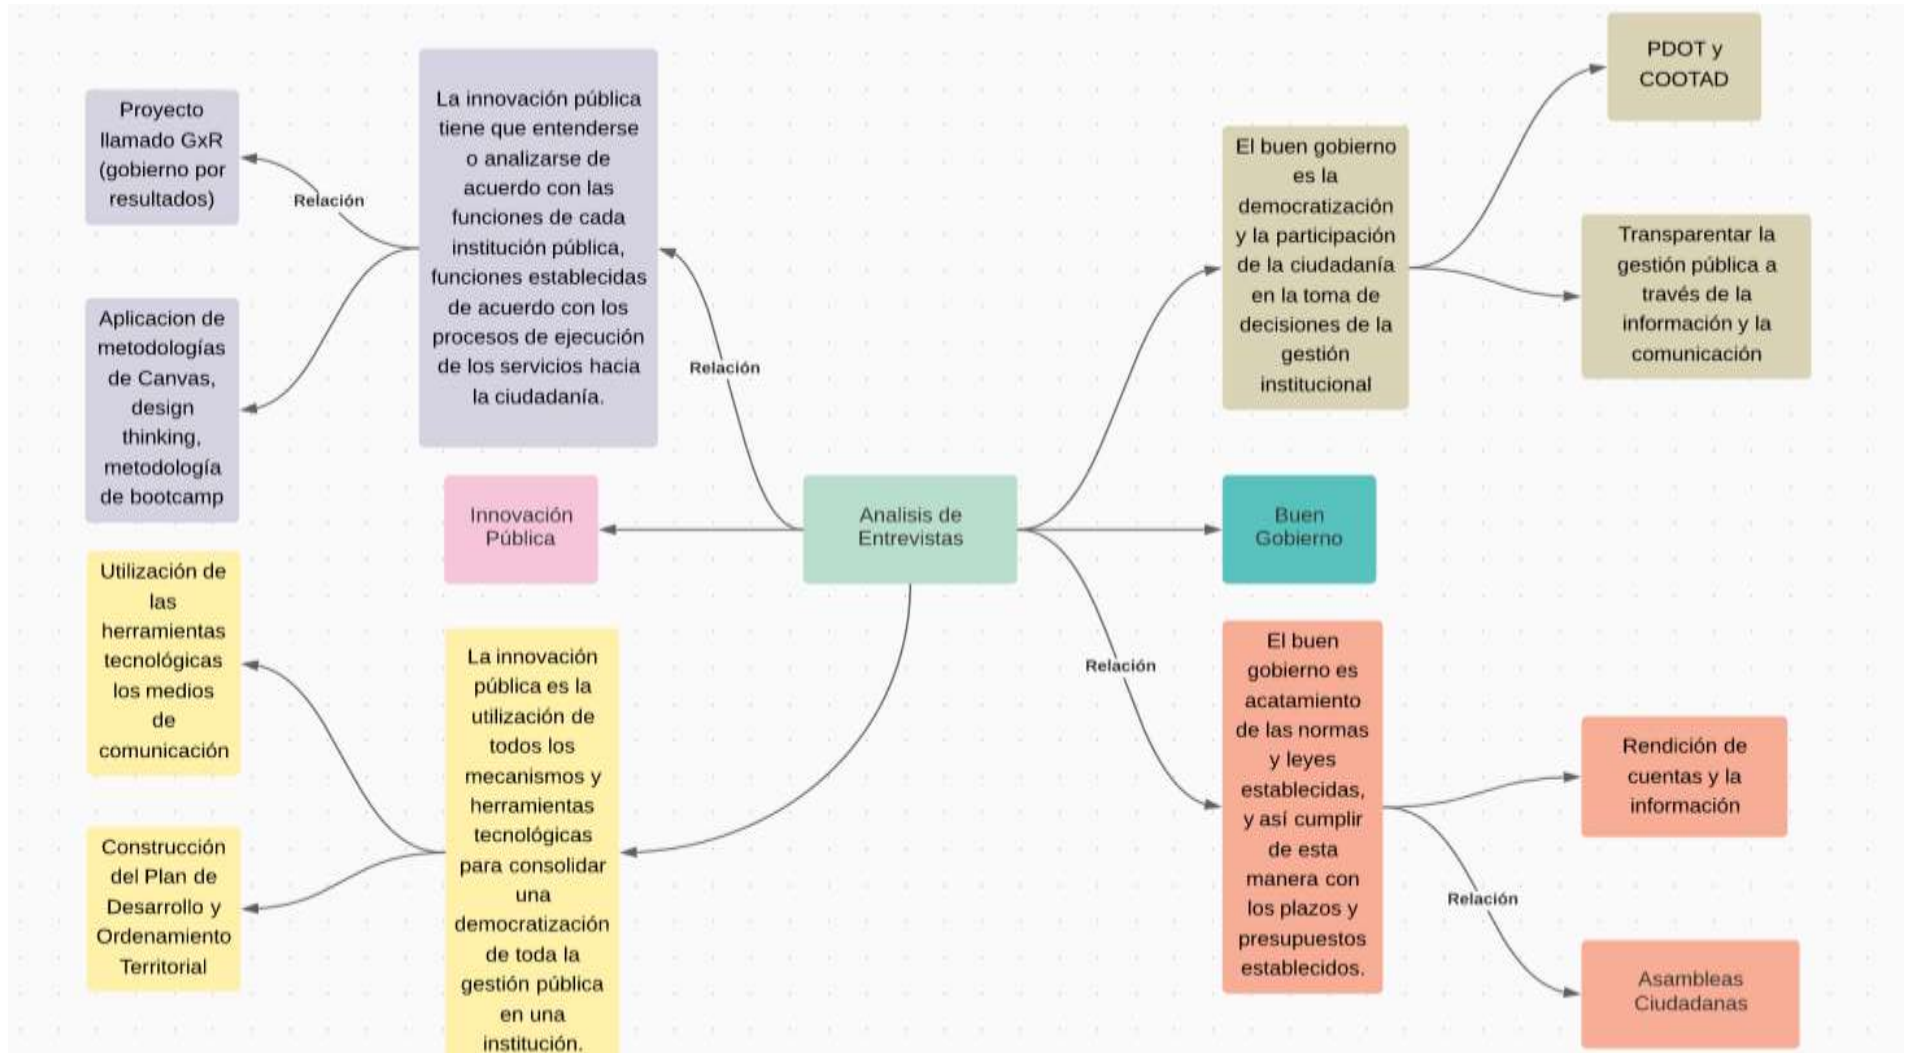 Proyecto
llamado GxR
(gobierno por
resultados)
Relación
Aplicacion de
metodologías
de Canvas,
design
thinking,
metodología
de bootcamp
La innovación pública
tiene que entenderse
o analizarse de
acuerdo con las
funciones de cada
institución pública,
funciones establecidas
de acuerdo con los
procesos de ejecución
de los servicios hacia
la ciudadanía.
Relación
Innovación
Pública
Analisis de
Entrevistas
Utilización de
las
herramientas
tecnológicas
los medios
de
comunicación
Construcción
del Plan de
Desarrollo y
Ordenamiento
Territorial
La innovación
pública es la
utilización de
todos los
mecanismos y
herramientas
tecnológicas
para consolidar
una
democratización
de toda la
gestión pública
en una
institución.
El buen gobierno
es la
democratización
y la participación
de la ciudadanía
en la toma de
decisiones de la
gestión
institucional
PDOT y
COOTAD
Transparentar la
gestión pública a
través de la
información y la
comunicación
Buen
Gobierno
Relación
El buen
gobierno es
acatamiento
de las normas
y leyes
establecidas,
y así cumplir
de esta
manera con
los plazos y
presupuestos
establecidos.
Rendición de
cuentas y la
información
Relación
Asambleas
Ciudadanas